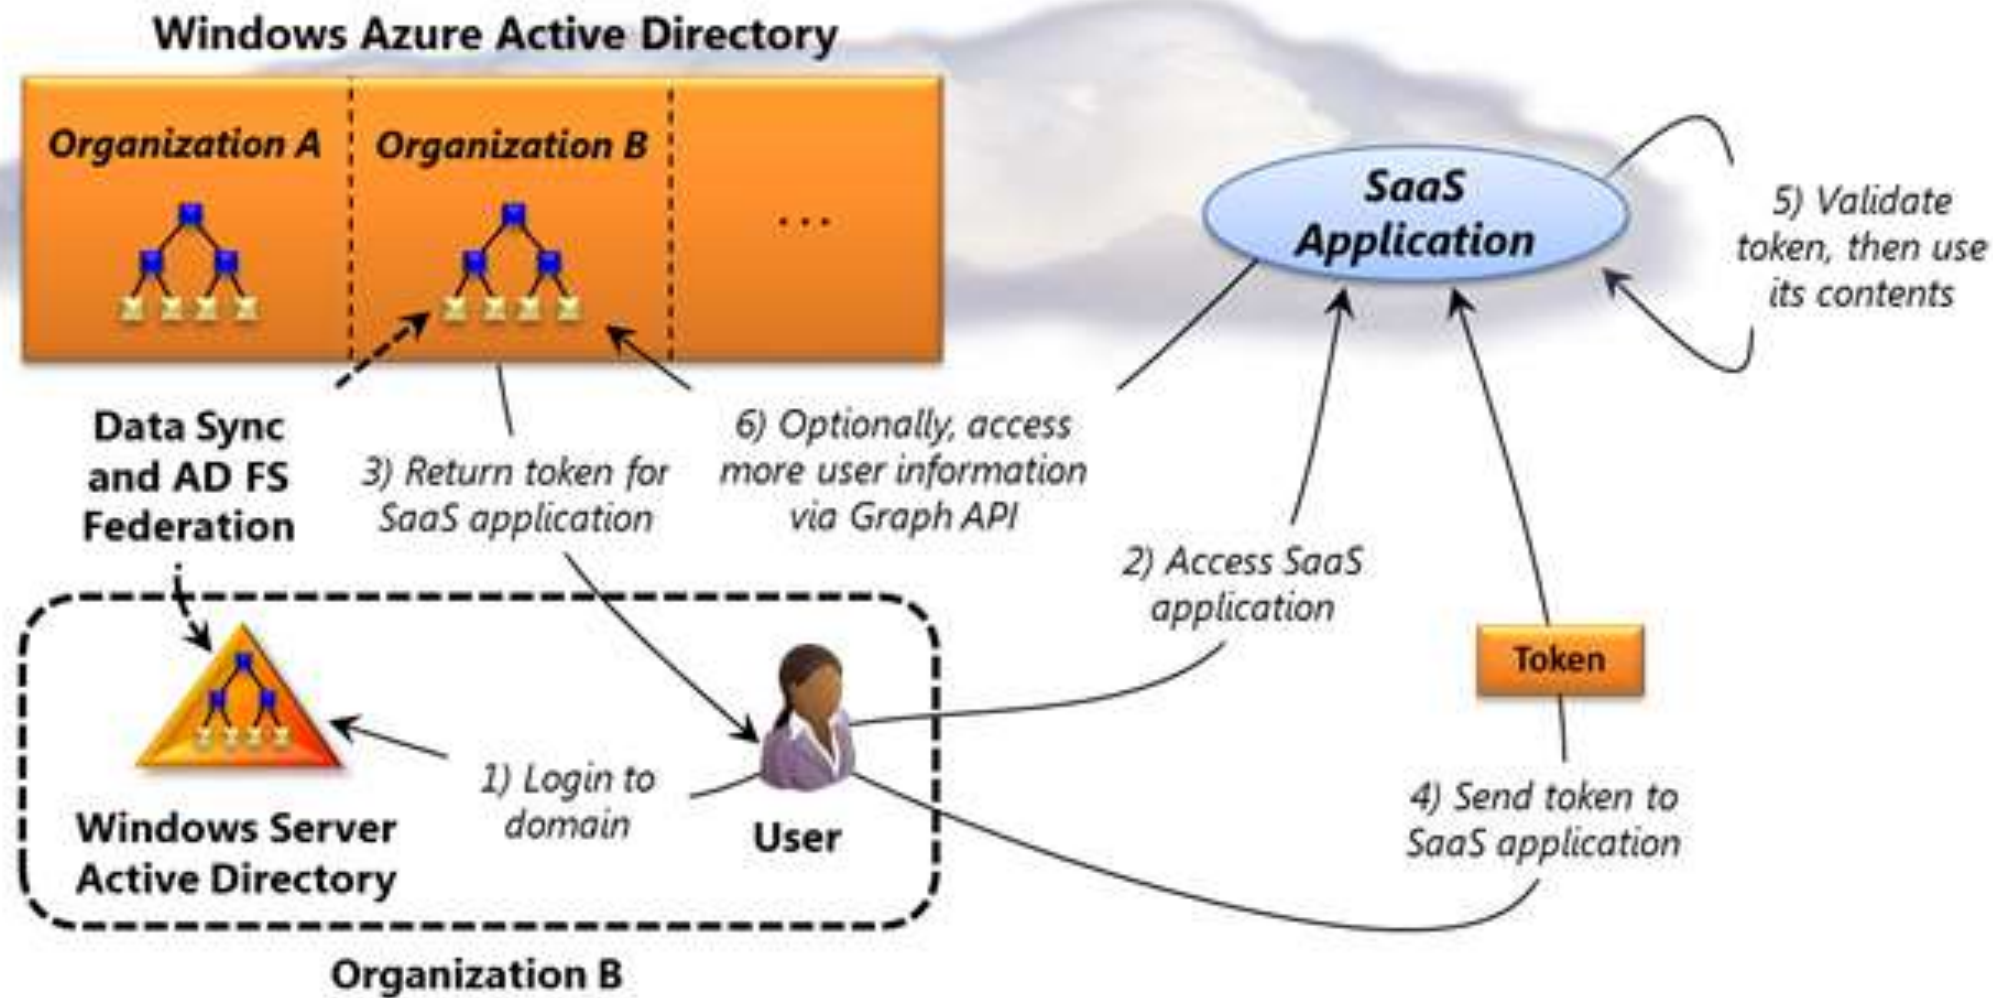 Windows Azure Active Directory
Organization A
Organization B
...
SaaS
Application
5) Validate
token, then use
its contents
Data Sync
and AD FS
Federation
3) Return token for
SaaS application
6) Optionally, access
more user information
via Graph API
2) Access SaaS
application
Token
1) Login to
domain
User
4) Send token to
SaaS application
Windows Server
Active Directory
Organization B